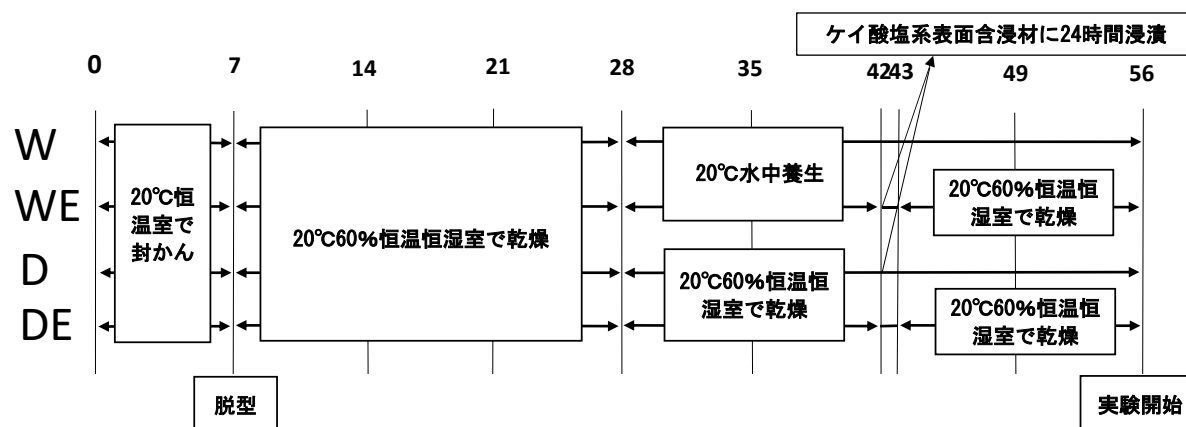 ケイ酸塩系表面含浸材に24時間浸漬
0 7 14 21 28 35 42 43 49 56
W
WE
D
DE
20℃恒
温室で
封かん
20℃60%恒温恒湿室で乾燥
20℃水中養生
20℃60%恒温恒
湿室で乾燥
20℃60%恒温恒
湿室で乾燥
20℃60%恒温恒
湿室で乾燥
脱型
実験開始